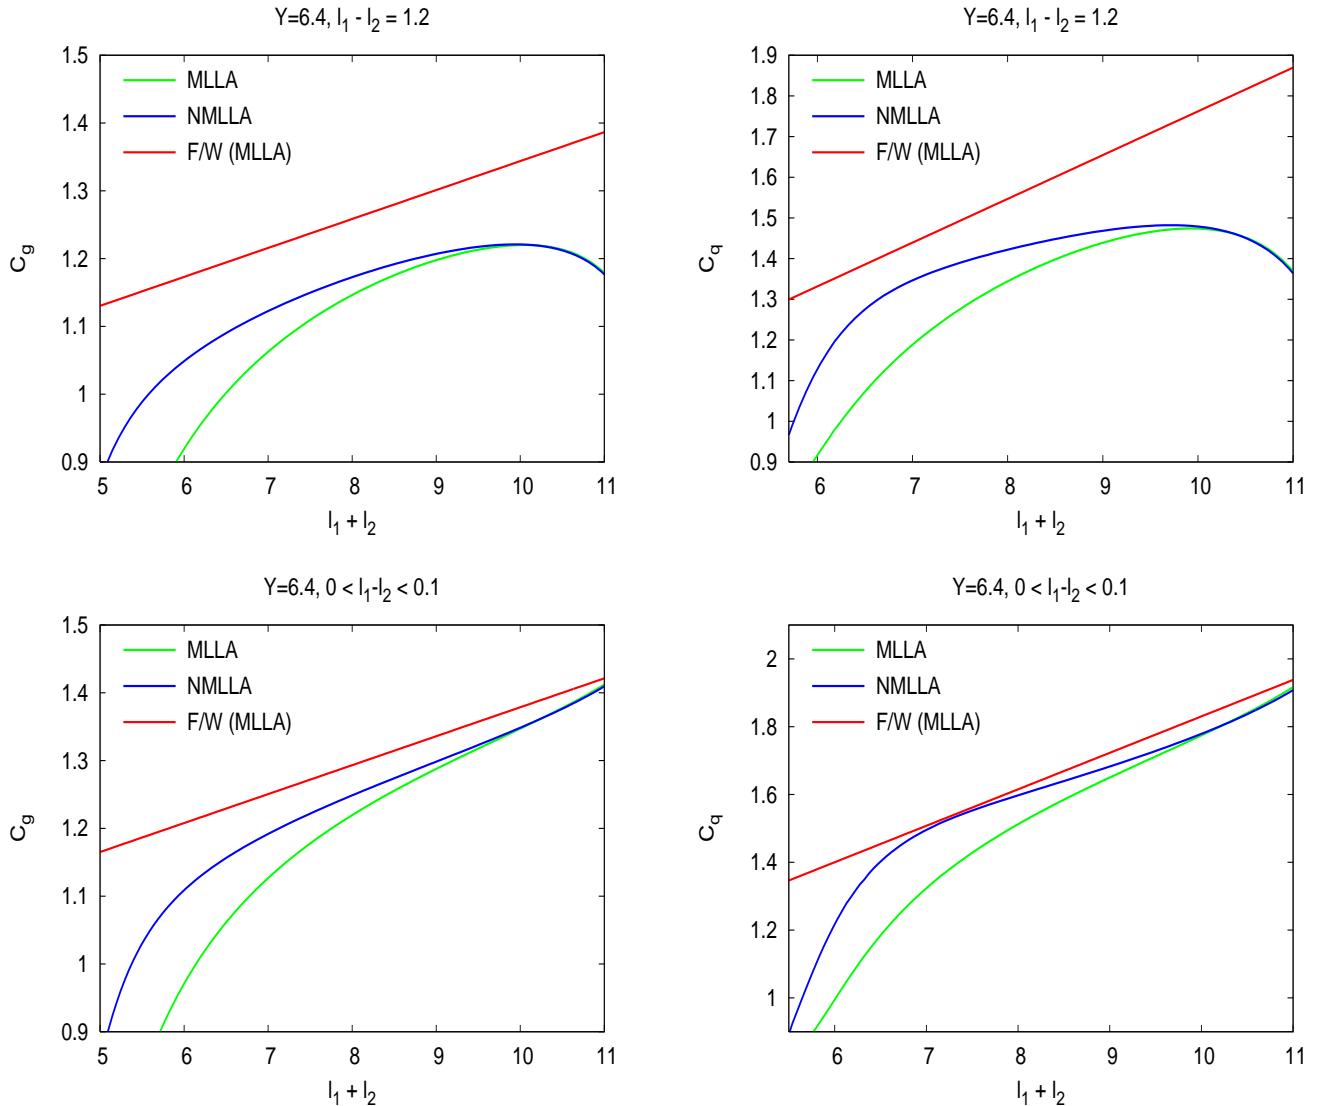 Y=6.4, l1 - l2 = 1.2
1.5
1.4
1.3
1.2
1.1
1
0.9
Cg
MLLA
NMLLA
F/W (MLLA)
5 6 7 8 9 10 11
l1 + l2
Y=6.4, l1 - l2 = 1.2
1.9
1.8
1.7
1.6
1.5
1.4
1.3
1.2
1.1
1
0.9
Cq
MLLA
NMLLA
F/W (MLLA)
6 7 8 9 10 11
l1 + l2
Y=6.4, 0 < l1-l2 < 0.1
1.5
1.4
1.3
1.2
1.1
1
0.9
Cg
MLLA
NMLLA
F/W (MLLA)
5 6 7 8 9 10 11
l1 + l2
Y=6.4, 0 < l1-l2 < 0.1
2
1.8
1.6
1.4
1.2
1
Cq
MLLA
NMLLA
F/W (MLLA)
6 7 8 9 10 11
l1 + l2